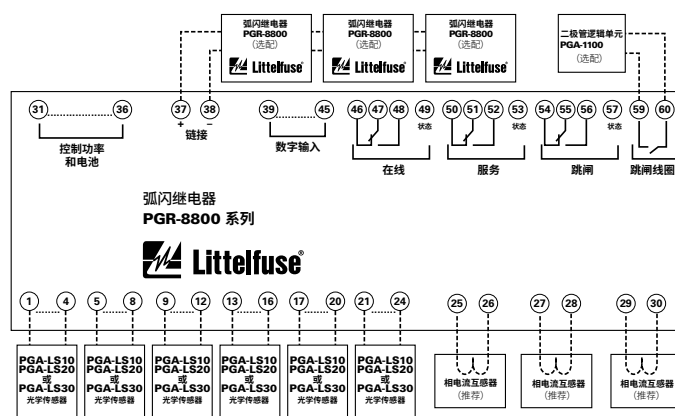 弧闪继电器
PGR-8800
(选配)
Littelfuse®
弧闪继电器
PGR-8800
(选配)
Littelfuse®
弧闪继电器
PGR-8800
(选配)
Littelfuse®
二极管逻辑单元
PGA-1100
(选配)
31 36 37 38 39 45 46 47 48 49 50 51 52 53 54 55 56 57 59 60
+ −
状态 状态 状态
控制功率
和电池
链接
数字输入
在线
服务
跳闸
跳闸线圈
弧闪继电器
PGR-8800 系列
Littelfuse®
1 4 5 8 9 12 13 16 17 20 21 24 25 26 27 28 29 30
PGA-LS10
PGA-LS20
或
PGA-LS30
光学传感器
PGA-LS10
PGA-LS20
或
PGA-LS30
光学传感器
PGA-LS10
PGA-LS20
或
PGA-LS30
光学传感器
PGA-LS10
PGA-LS20
或
PGA-LS30
光学传感器
PGA-LS10
PGA-LS20
或
PGA-LS30
光学传感器
PGA-LS10
PGA-LS20
或
PGA-LS30
光学传感器
相电流互感器
(推荐)
相电流互感器
(推荐)
相电流互感器
(推荐)